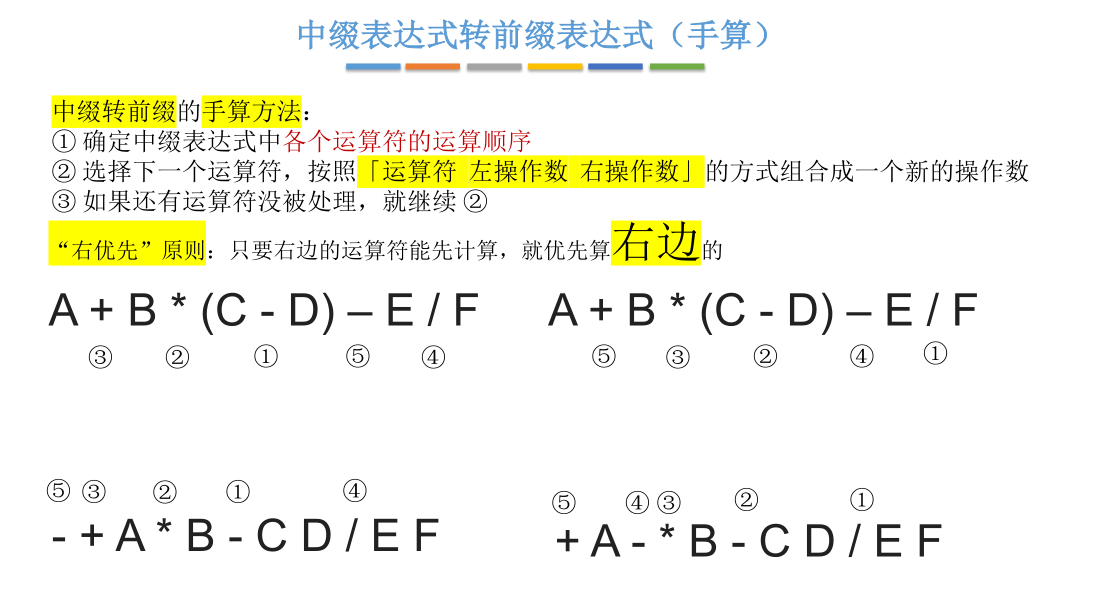 中缀表达式转前缀表达式（手算）
中缀转前缀的手算方法：
① 确定中缀表达式中各个运算符的运算顺序
② 选择下一个运算符，按照「运算符 左操作数 右操作数」的方式组合成一个新的操作数
③ 如果还有运算符没被处理，就继续 ②
“右优先”原则：只要右边的运算符能先计算，就优先算右边的
A + B * (C - D) – E / F
③ ② ① ⑤ ④
A + B * (C - D) – E / F
⑤ ③ ② ④ ①
⑤ ③ ② ① ④
- + A * B - C D / E F
⑤ ④ ③ ② ①
+ A - * B - C D / E F